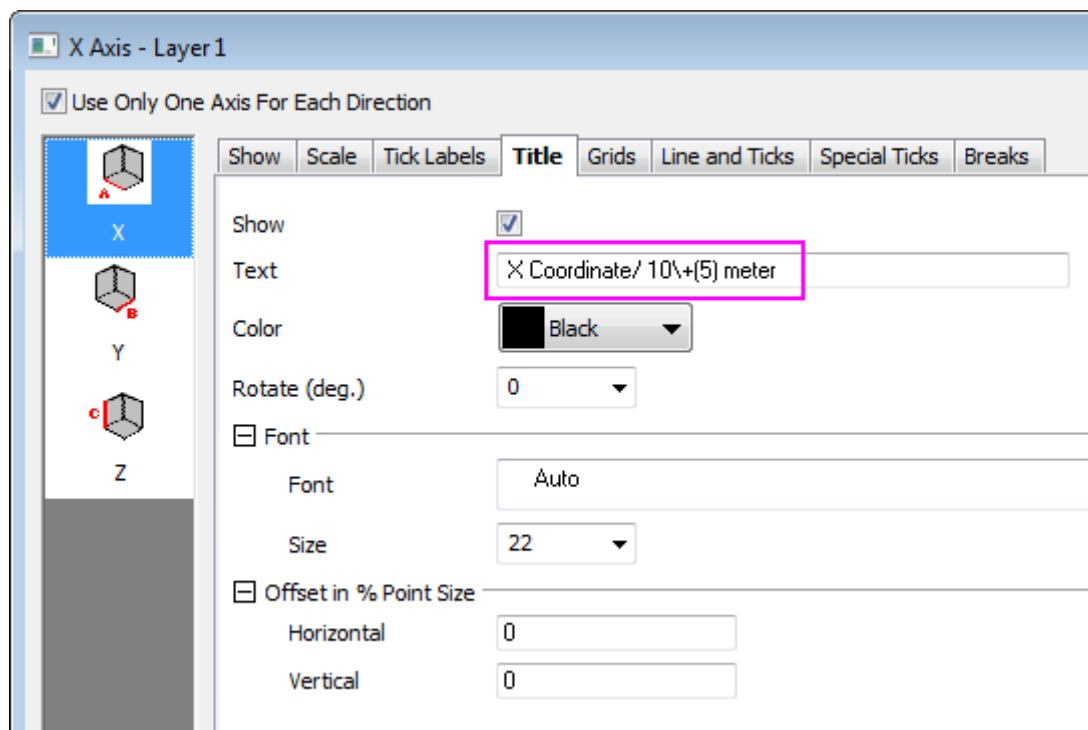 X Axis - Layer 1
Use Only One Axis For Each Direction
Show Scale Tick Labels Title Grids Line and Ticks Special Ticks Breaks
A
X
B
Y
C
Z
Show
Text X Coordinate/ 10\+(5) meter
Color Black
Rotate (deg.) 0
Font
Font Auto
Size 22
Offset in % Point Size
Horizontal 0
Vertical 0